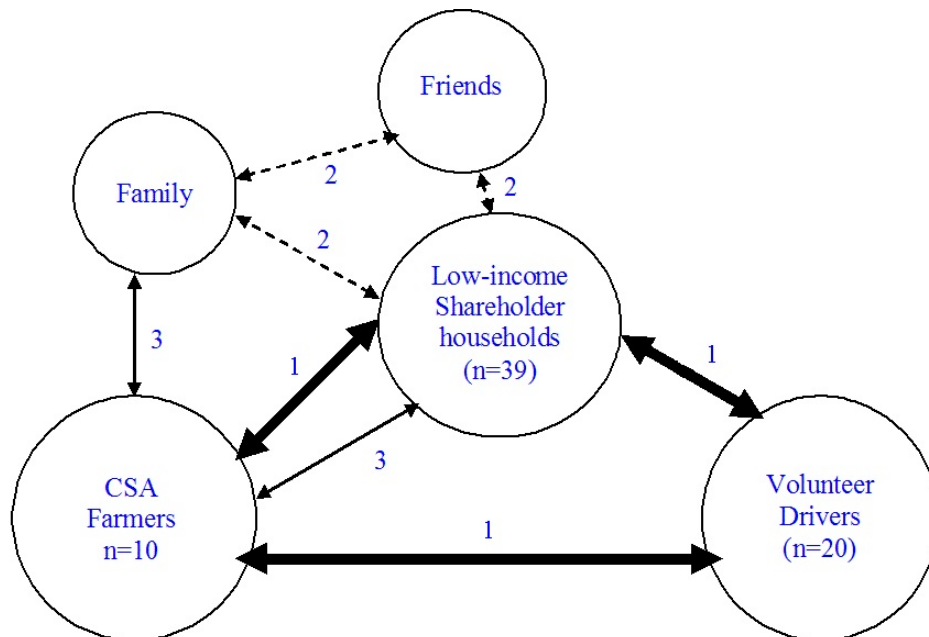 Friends
2
2
Family
2
Low-income
Shareholder
households
(n=39)
3
1
1
3
CSA
Farmers
n=10
Volunteer
Drivers
(n=20)
1